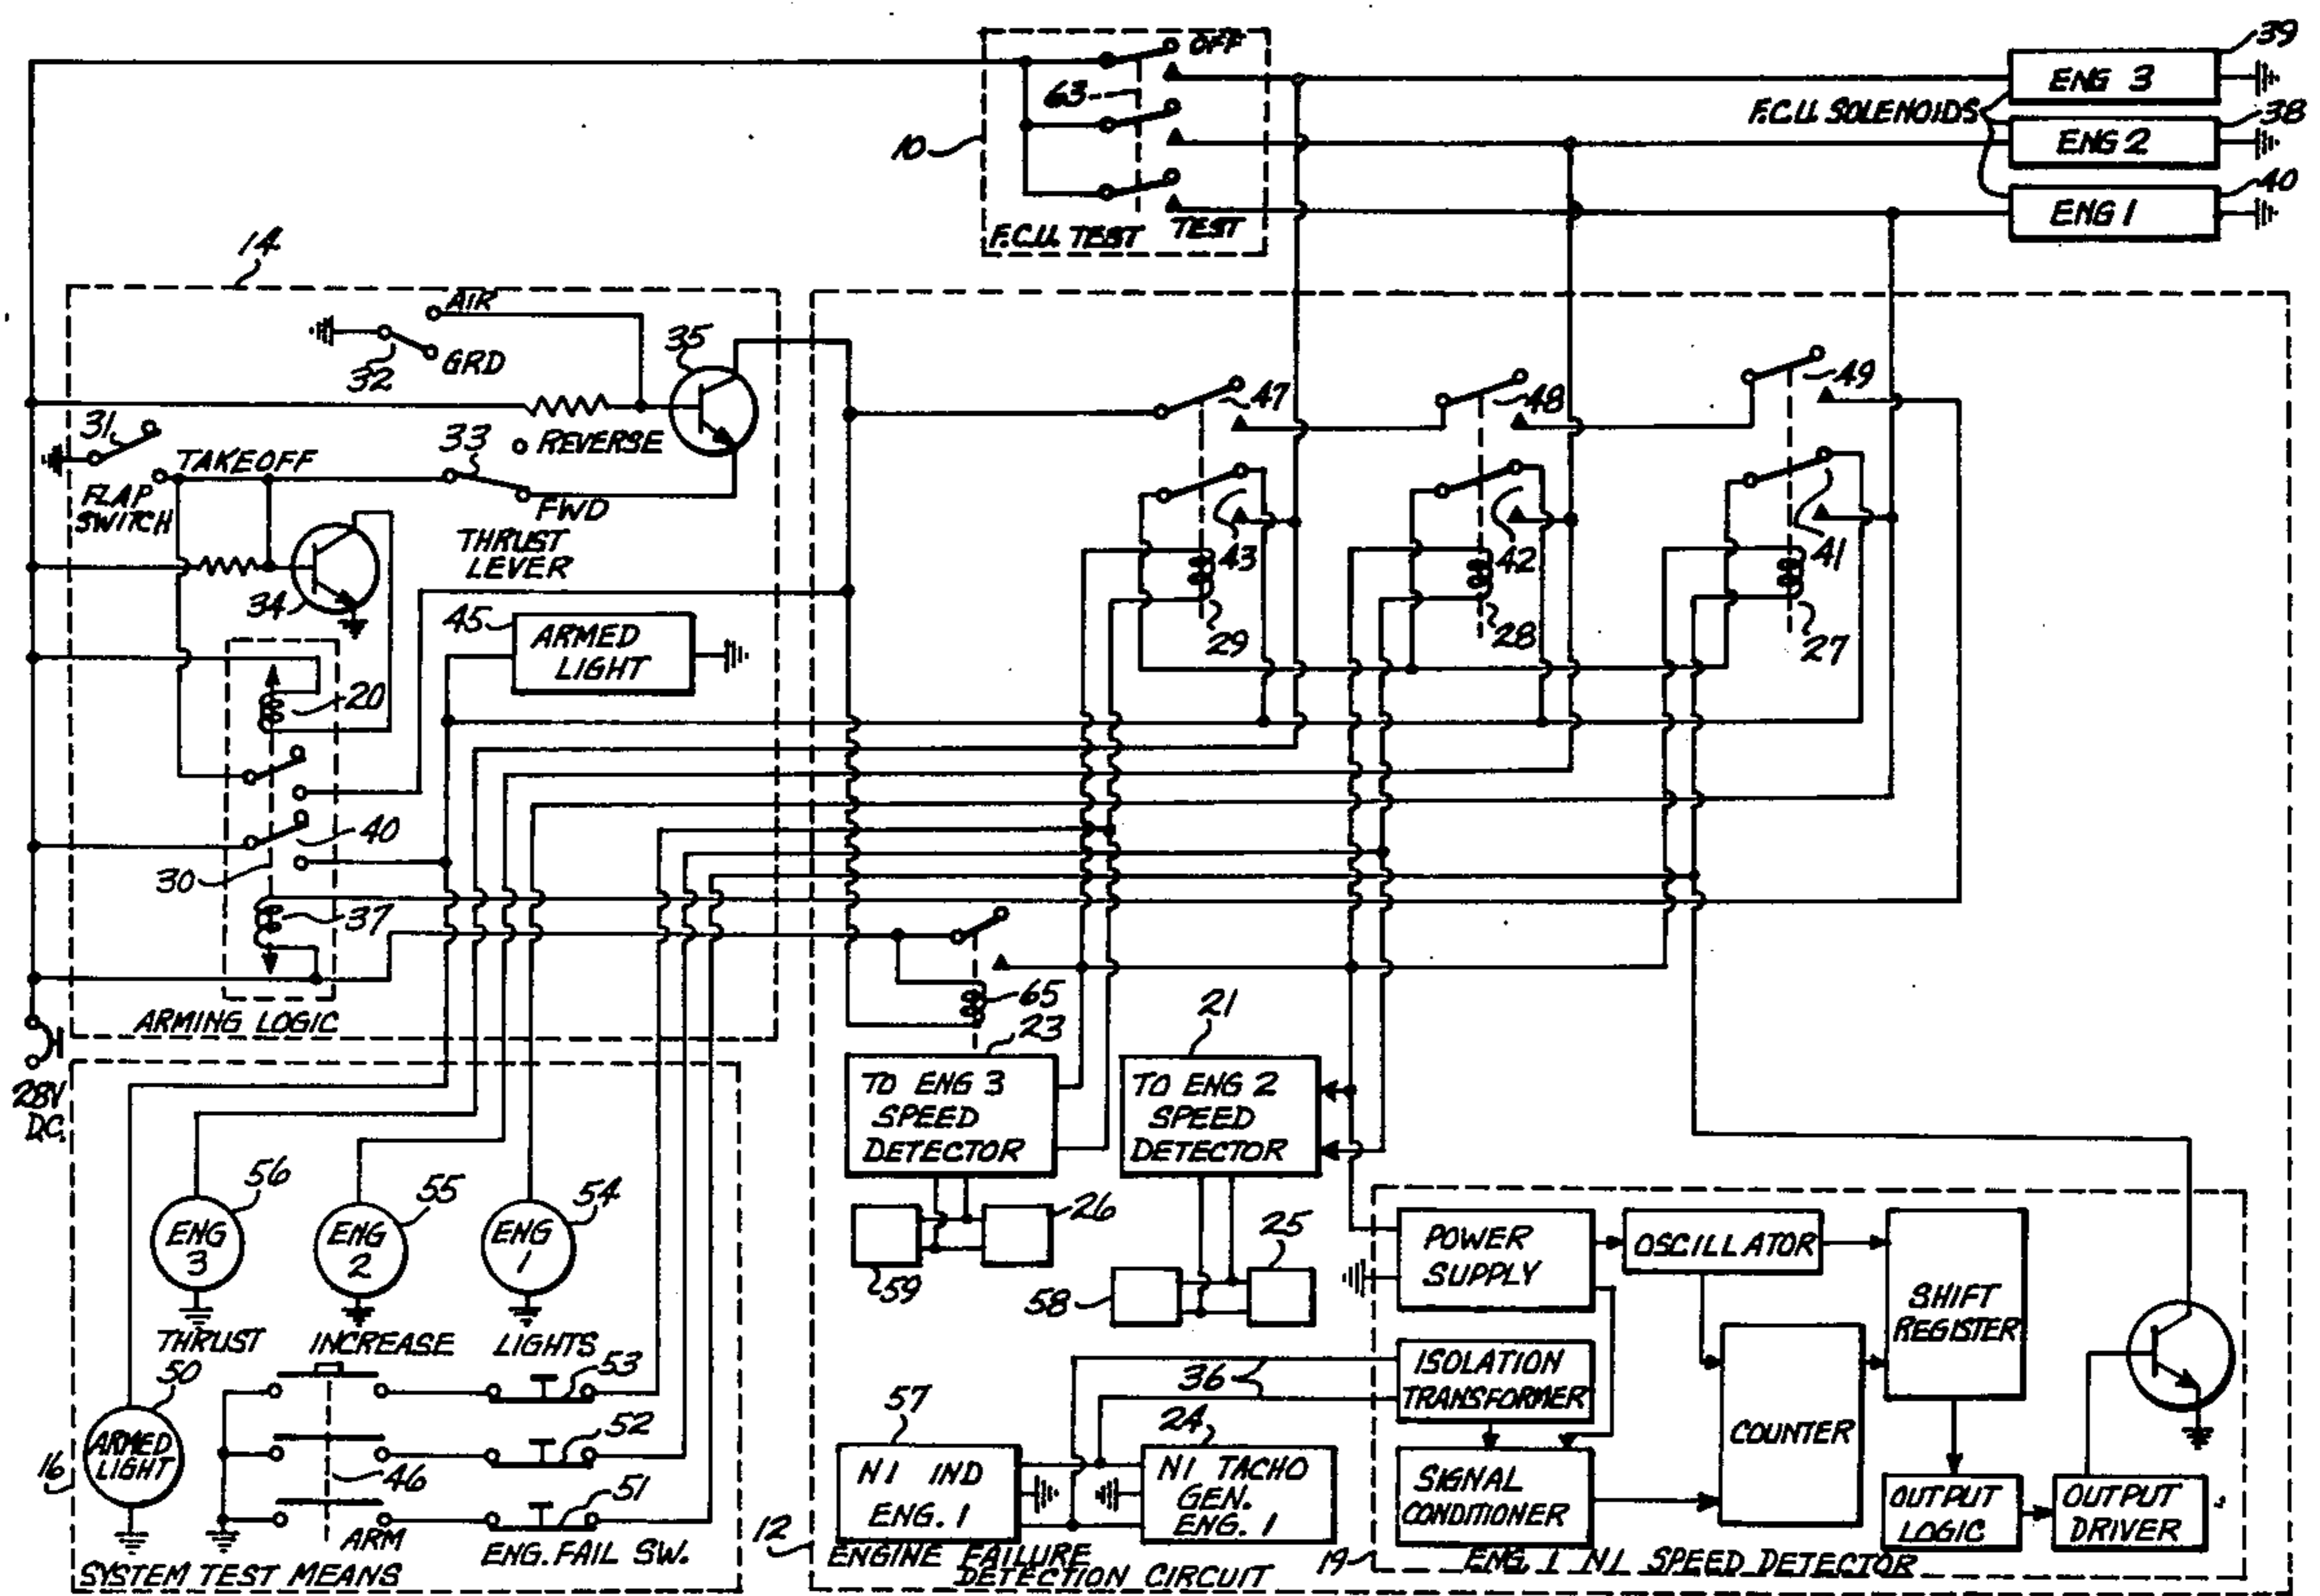 OFF
39
ENG 3
63
F.C.U. SOLENOIDS
38
10
ENG 2
40
F.C.U. TEST
TEST
ENG 1
14
AIR
35
32
GRD
49
47
48
31
33
REVERSE
TAKEOFF
FLAP
SWITCH
FWD
THRUST
LEVER
43
42
41
34
45
ARMED
LIGHT
29
28
27
20
40
30
37
65
23
21
ARMING LOGIC
28V
D.C.
TO ENG 3
SPEED
DETECTOR
TO ENG 2
SPEED
DETECTOR
56
55
54
ENG
3
ENG
2
ENG
1
26
25
59
58
POWER
SUPPLY
OSCILLATOR
SHIFT
REGISTER
THRUST INCREASE LIGHTS
50
53
36
ISOLATION
TRANSFORMER
57
24
52
COUNTER
ARMED
LIGHT
16
46
51
N1 IND
ENG. 1
N1 TACHO
GEN.
ENG. 1
SIGNAL
CONDITIONER
OUTPUT
LOGIC
OUTPUT
DRIVER
ARM
ENG. FAIL SW.
12
SYSTEM TEST MEANS
ENGINE FAILURE
DETECTION CIRCUIT
19
ENG. 1 N1 SPEED DETECTOR